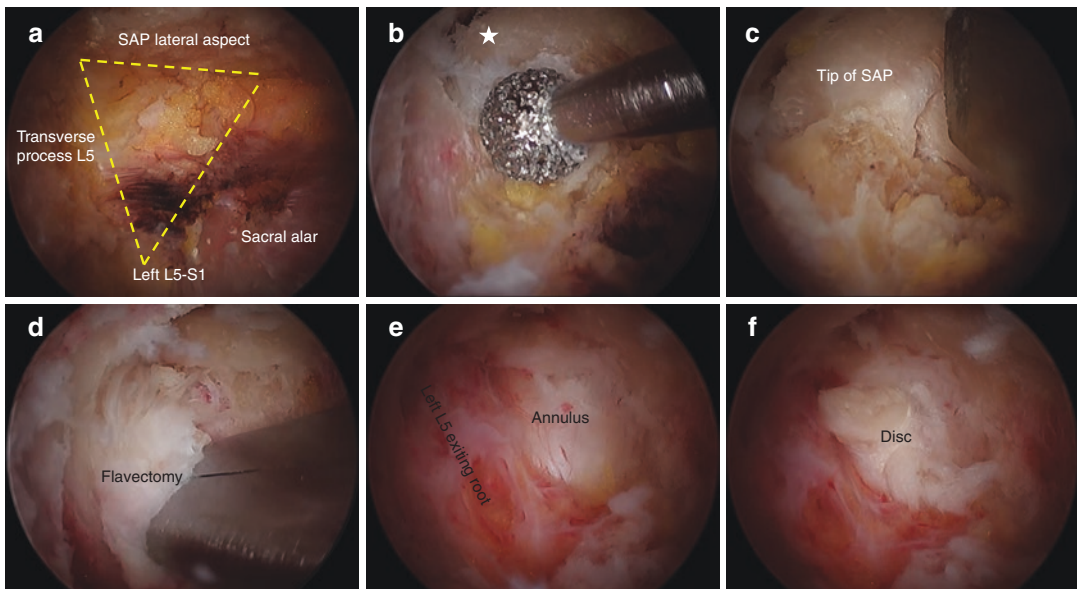 a
SAP lateral aspect
Transverse
process L5
Sacral alar
Left L5-S1
b
c
Tip of SAP
d
Flavectomy
e
Left L5 exiting root
Annulus
f
Disc